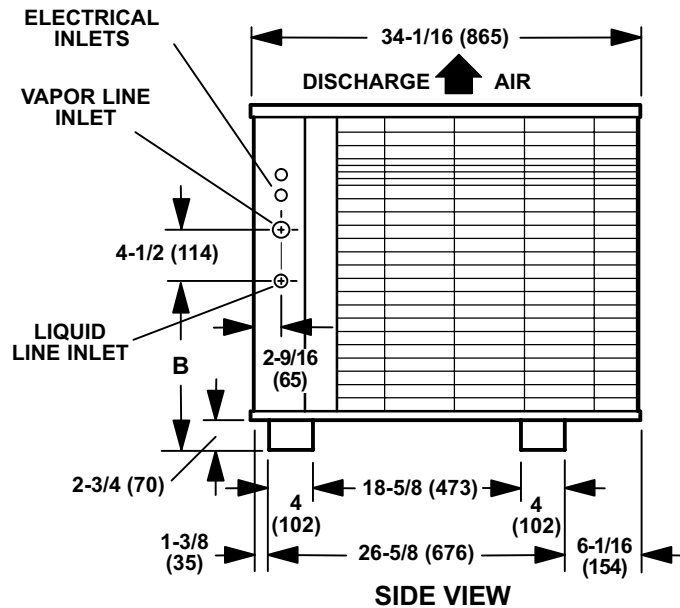 ELECTRICAL
INLETS
34-1/16 (865)
DISCHARGE AIR
VAPOR LINE
INLET
4-1/2 (114)
LIQUID
LINE INLET
2-9/16
(65)
B
2-3/4 (70)
4
(102)
18-5/8 (473)
4
(102)
1-3/8
(35)
26-5/8 (676)
6-1/16
(154)
SIDE VIEW